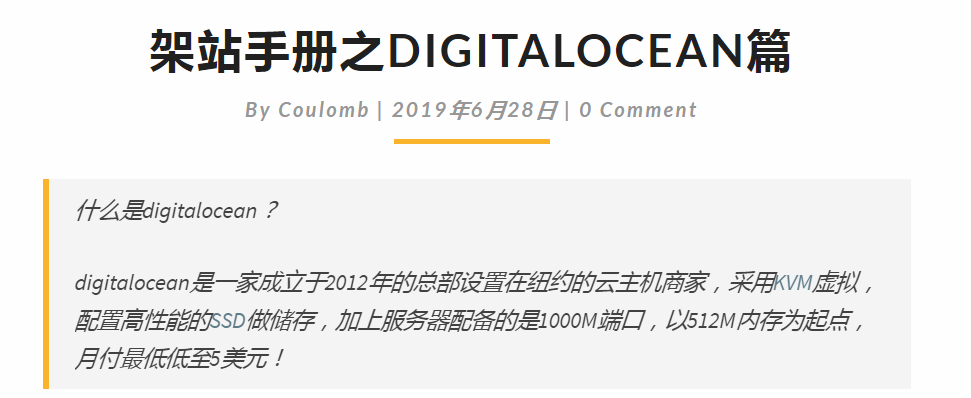 架站手册之DIGITALOCEAN篇
By Coulomb | 2019年6月28日 | 0 Comment
什么是digitalocean？
digitalocean是一家成立于2012年的总部设置在纽约的云主机商家，采用KVM虚拟，
配置高性能的SSD做储存，加上服务器配备的是1000M端口，以512M内存为起点，
月付最低低至5美元！